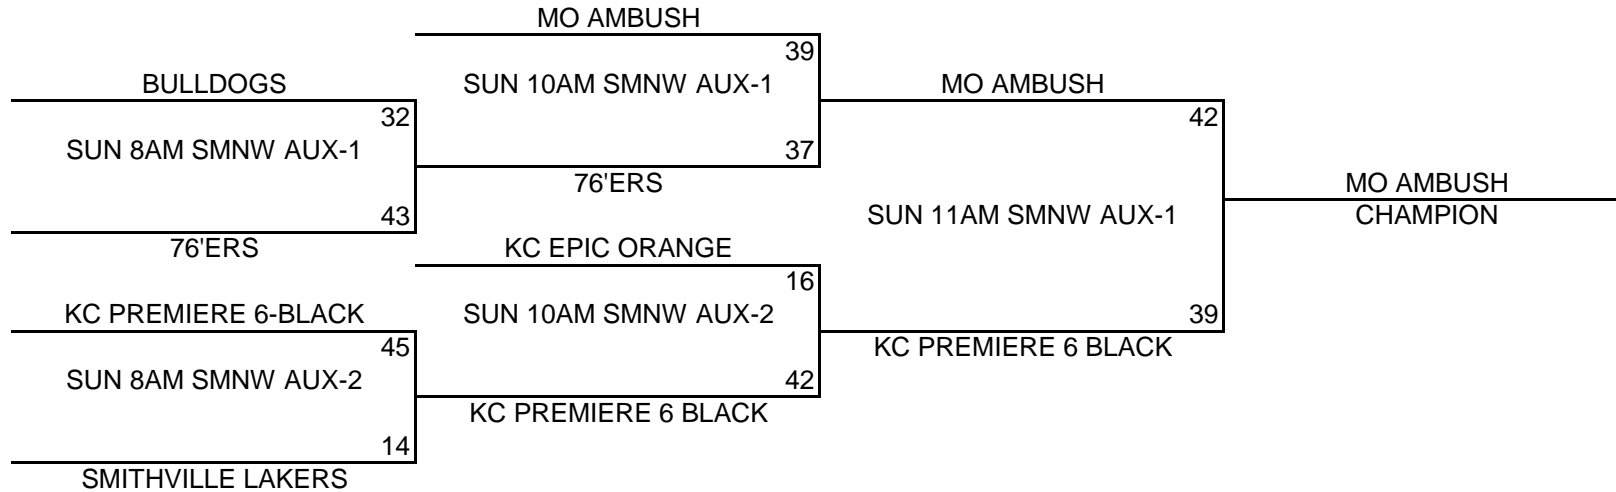 MO AMBUSH
39
BULLDOGS
SUN 10AM SMNW AUX-1
MO AMBUSH
32
42
SUN 8AM SMNW AUX-1
37
76'ERS
MO AMBUSH
43
SUN 11AM SMNW AUX-1
CHAMPION
76'ERS
KC EPIC ORANGE
16
KC PREMIERE 6-BLACK
SUN 10AM SMNW AUX-2
39
45
KC PREMIERE 6 BLACK
SUN 8AM SMNW AUX-2
42
KC PREMIERE 6 BLACK
14
SMITHVILLE LAKERS